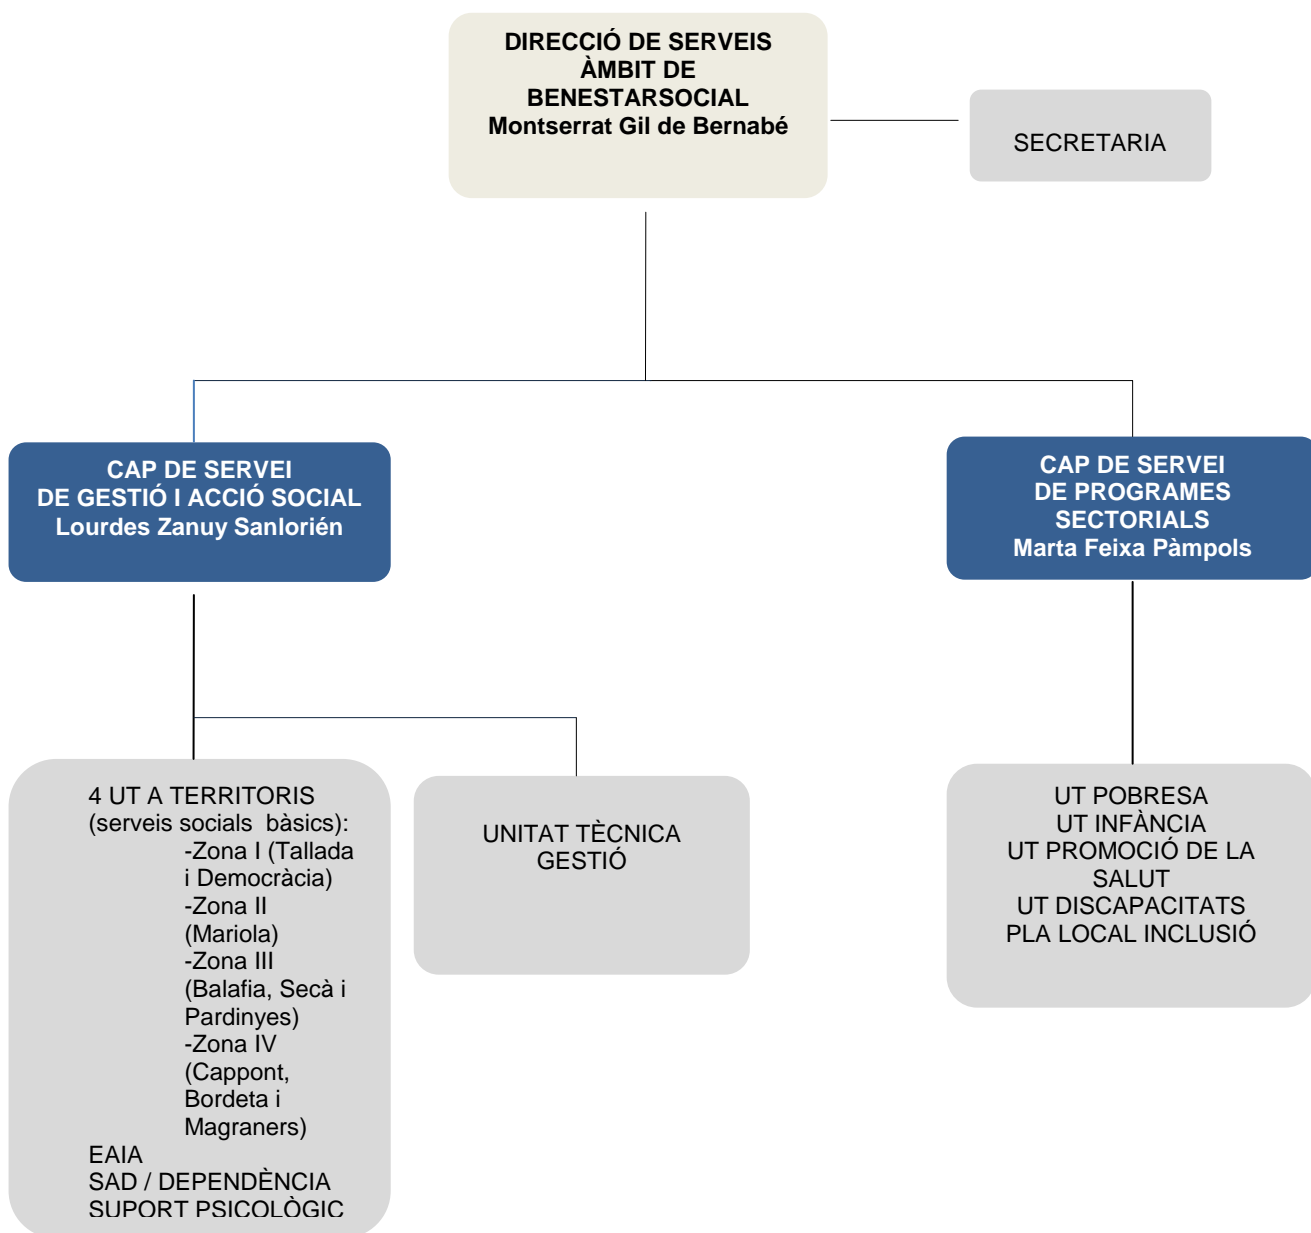 DIRECCIÓ DE SERVEIS
ÀMBIT DE
BENESTARSOCIAL
Montserrat Gil de Bernabé
SECRETARIA
CAP DE SERVEI
DE GESTIÓ I ACCIÓ SOCIAL
Lourdes Zanuy Sanlorién
CAP DE SERVEI
DE PROGRAMES
SECTORIALS
Marta Feixa Pàmpols
4 UT A TERRITORIS
(serveis socials bàsics):
-Zona I (Tallada
i Democràcia)
-Zona II
(Mariola)
-Zona III
(Balafia, Secà i
Pardinyes)
-Zona IV
(Cappont,
Bordeta i
Magraners)
EAIA
SAD / DEPENDÈNCIA
SUPORT PSICOLÒGIC
UNITAT TÈCNICA
GESTIÓ
UT POBRESA
UT INFÀNCIA
UT PROMOCIÓ DE LA
SALUT
UT DISCAPACITATS
PLA LOCAL INCLUSIÓ